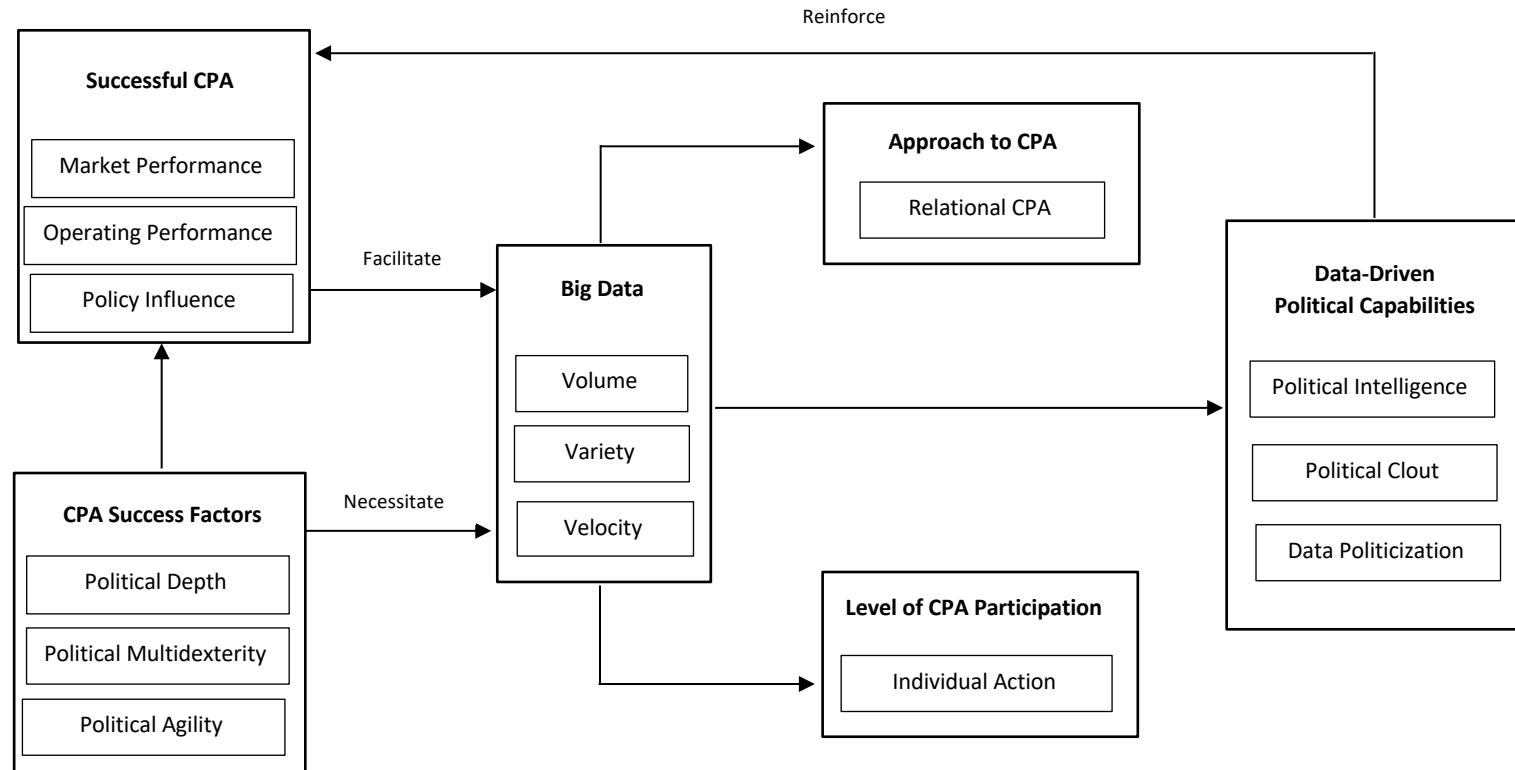 Reinforce
Successful CPA
Market Performance
Operating Performance
Policy Influence
Facilitate
Approach to CPA
Relational CPA
Big Data
Volume
Variety
Velocity
Data-Driven
Political Capabilities
Political Intelligence
Political Clout
Data Politicization
Necessitate
CPA Success Factors
Political Depth
Political Multidexterity
Political Agility
Level of CPA Participation
Individual Action